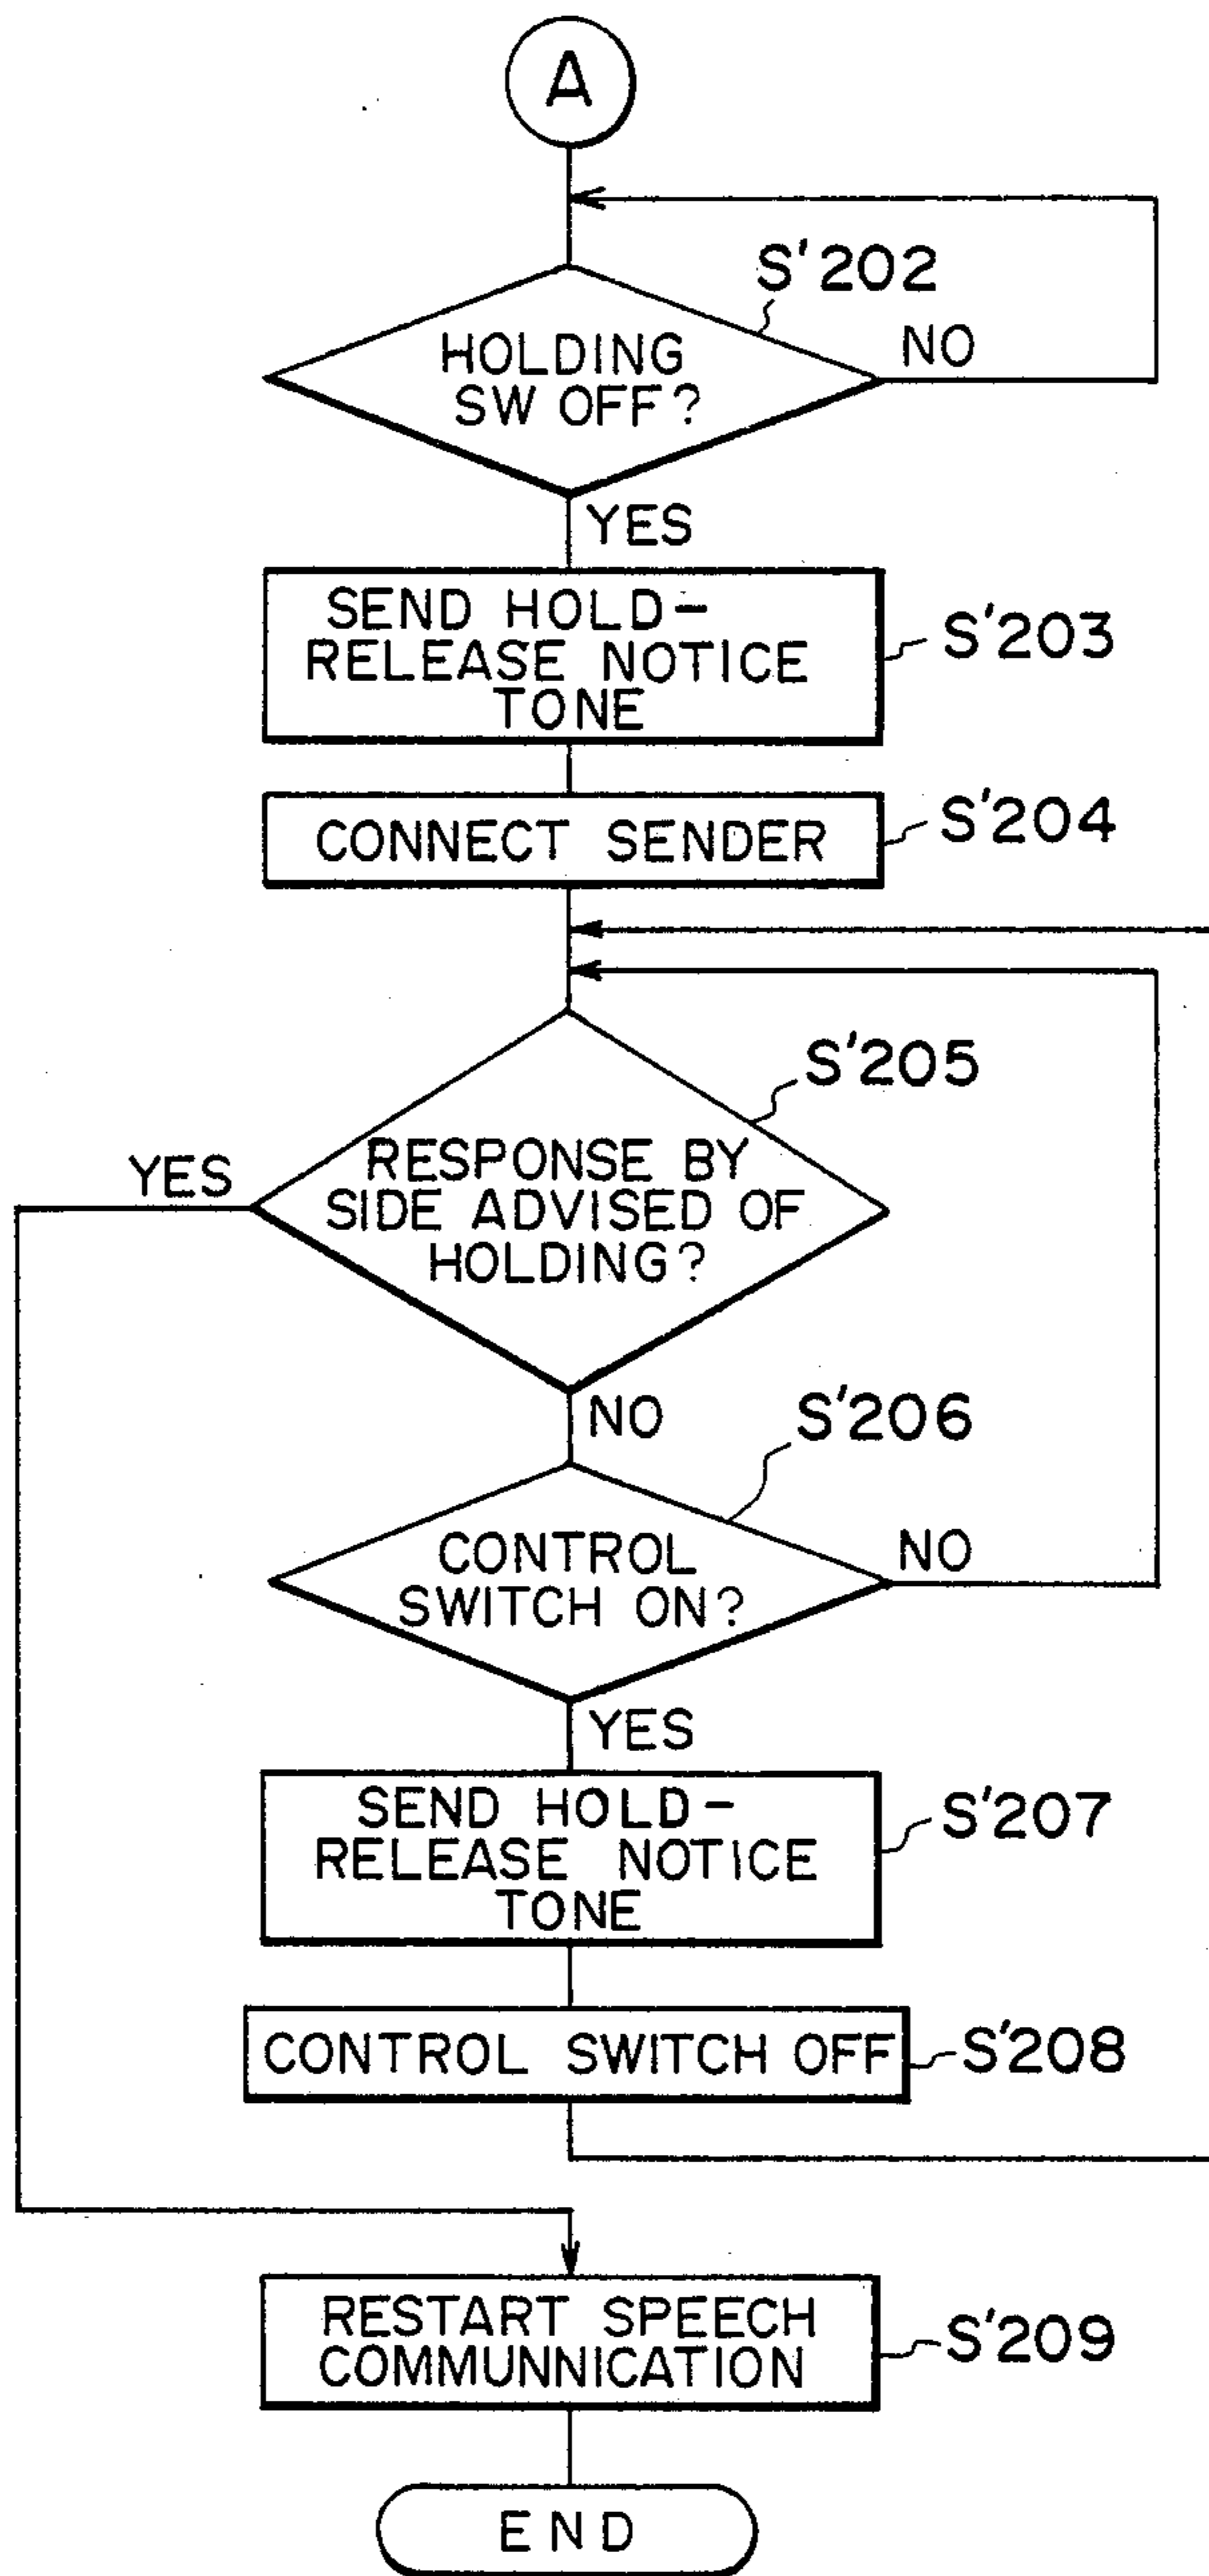 A
S'202
HOLDING
SW OFF?
NO
YES
SEND HOLD-
RELEASE NOTICE
TONE
S'203
CONNECT SENDER
S'204
S'205
YES
RESPONSE BY
SIDE ADVISED OF
HOLDING?
NO
S'206
CONTROL
SWITCH ON?
NO
YES
SEND HOLD-
RELEASE NOTICE
TONE
S'207
CONTROL SWITCH OFF
S'208
RESTART SPEECH
COMMUNNICATION
S'209
END